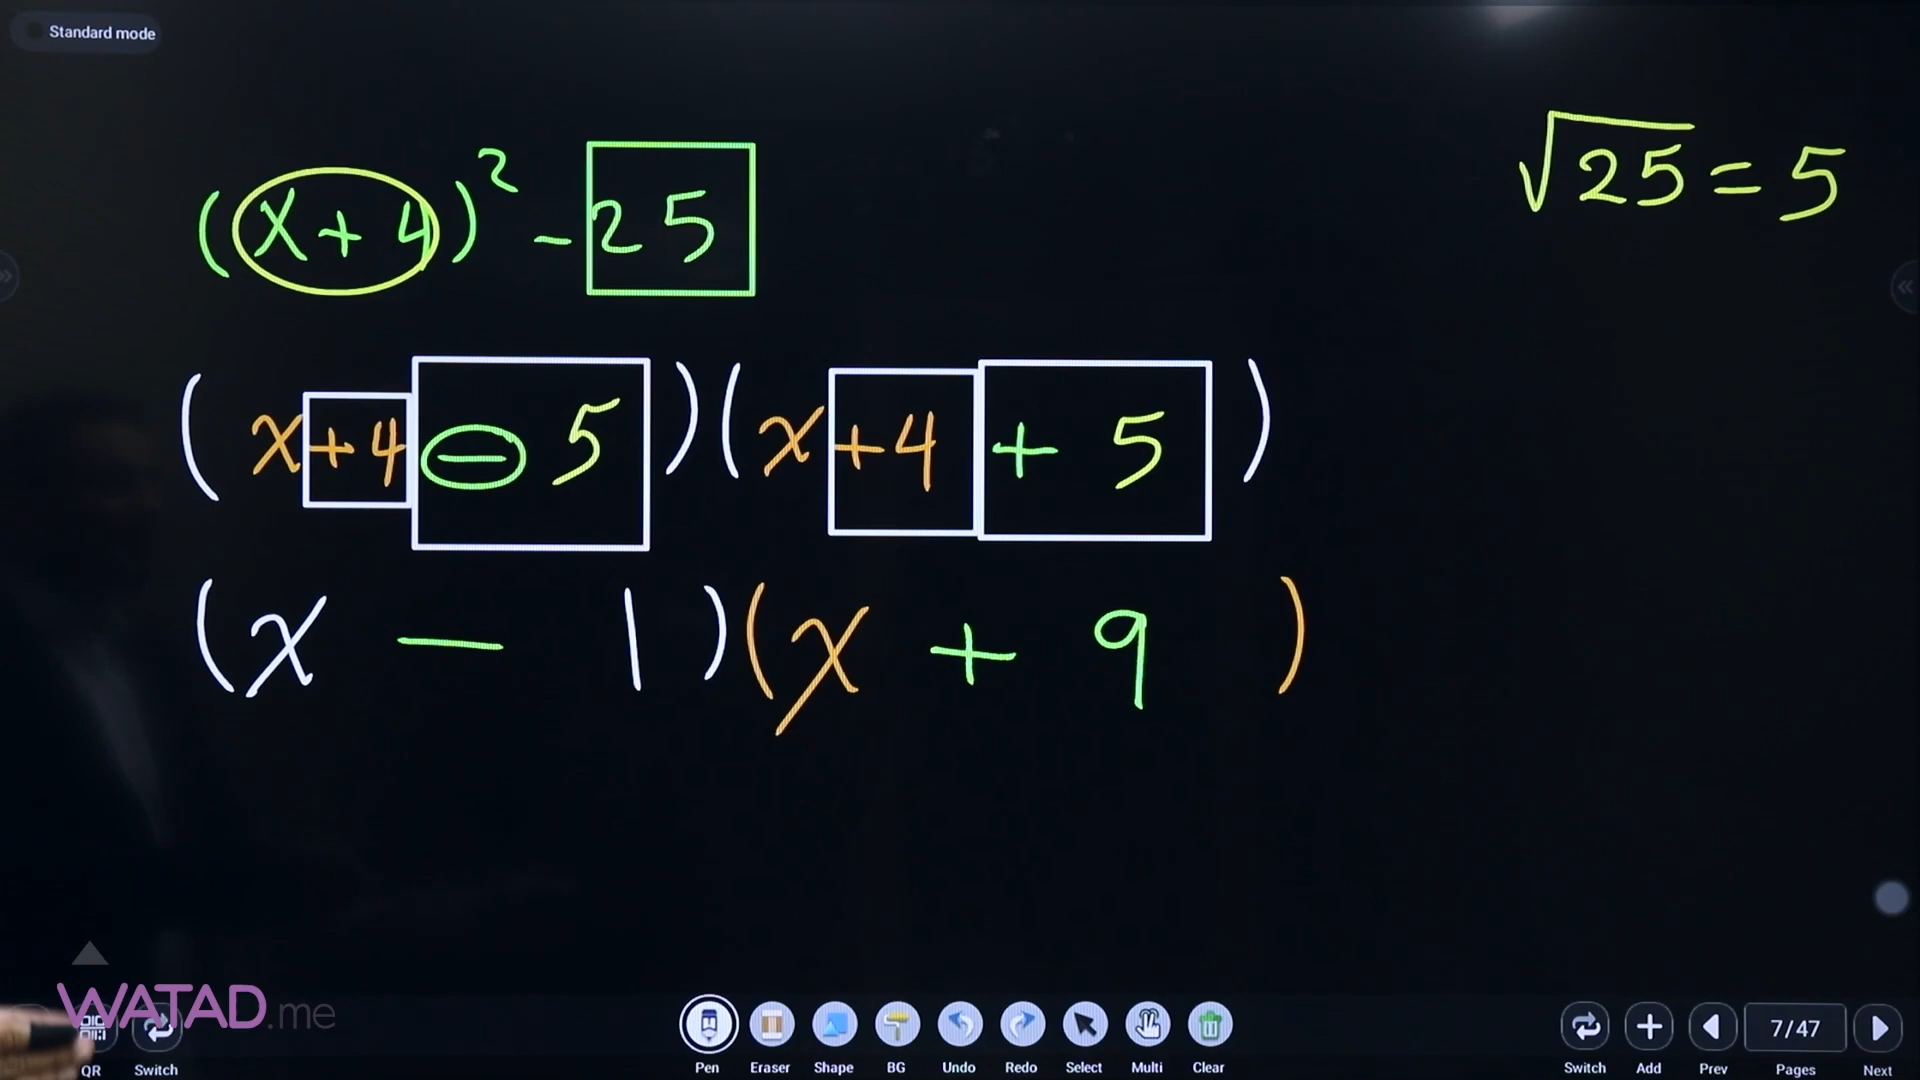 Standard mode
(x + 4)² - 25
√25 = 5
(x + 4 - 5)(x + 4 + 5)
(x - 1)(x + 9)
WATAD.me
QR Switch Pen Eraser Shape BG Undo Redo Select Multi Clear Switch Add Prev 7/47 Pages Next